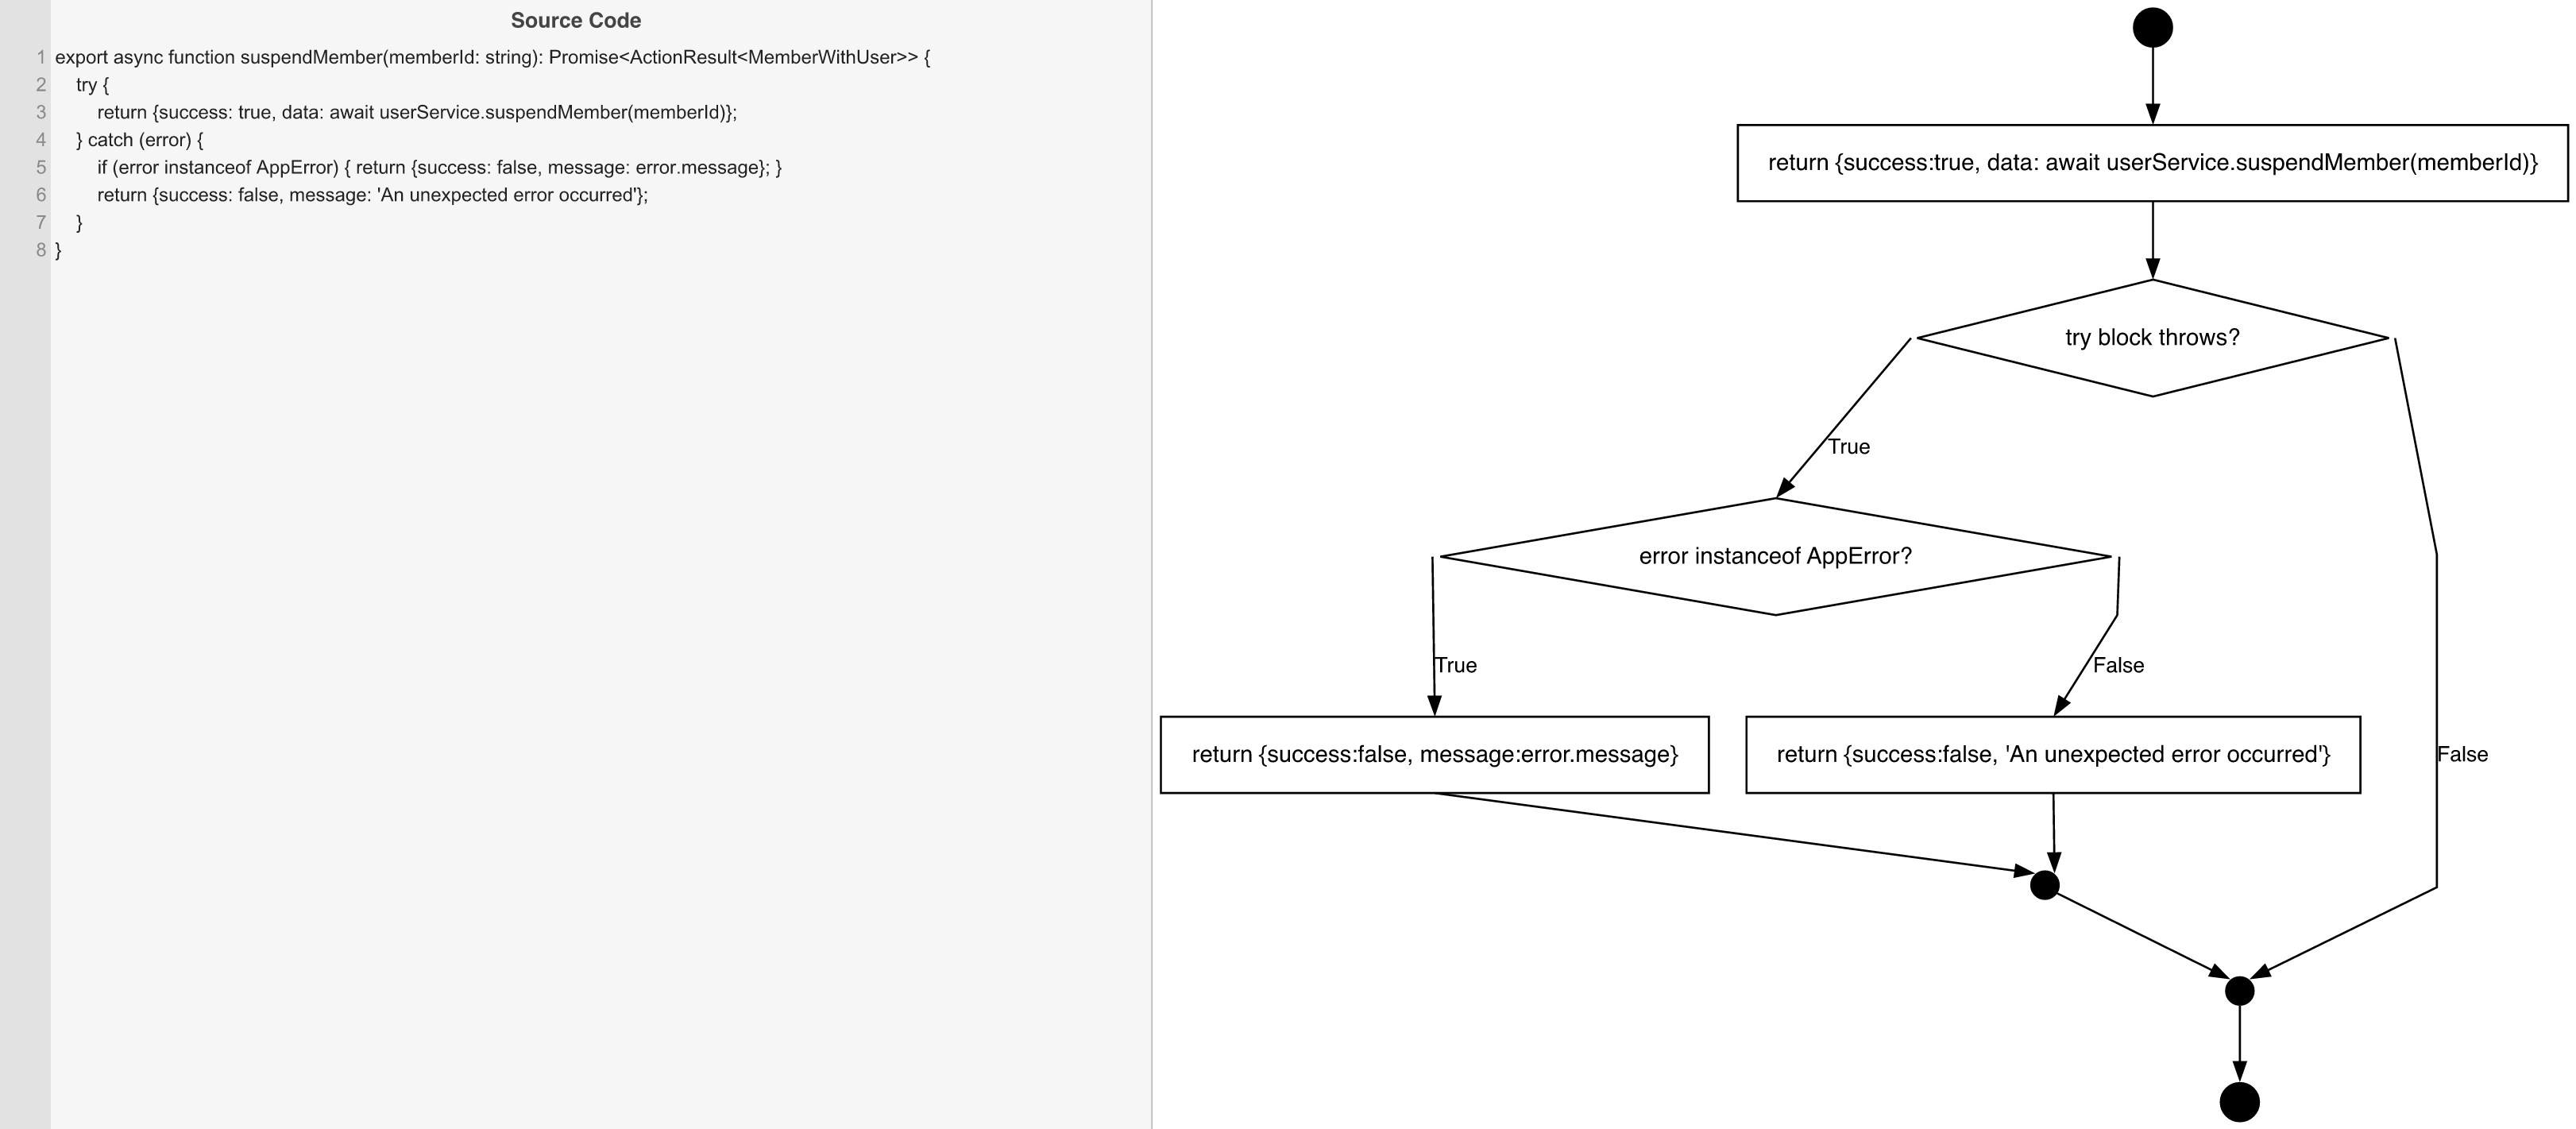 Source Code
1 export async function suspendMember(memberId: string): Promise<ActionResult<MemberWithUser>> {
2 try {
3 return {success: true, data: await userService.suspendMember(memberId)};
4 } catch (error) {
5 if (error instanceof AppError) { return {success: false, message: error.message}; }
6 return {success: false, message: 'An unexpected error occurred'};
7 }
8 }
return {success:true, data: await userService.suspendMember(memberId)}
try block throws?
True
error instanceof AppError?
True
False
return {success:false, message:error.message}
return {success:false, 'An unexpected error occurred'}
False